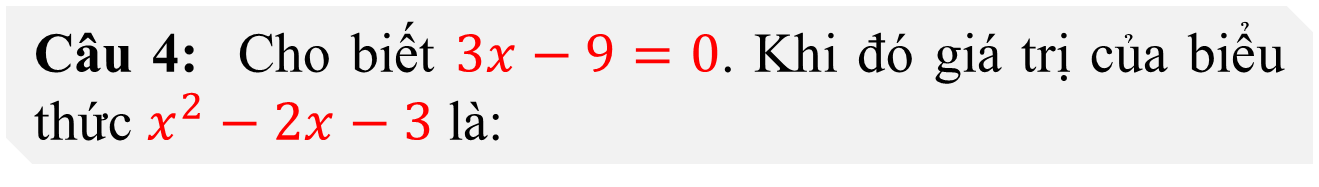 Câu 4: Cho biết 3x − 9 = 0. Khi đó giá trị của biểu
thức x² − 2x − 3 là: